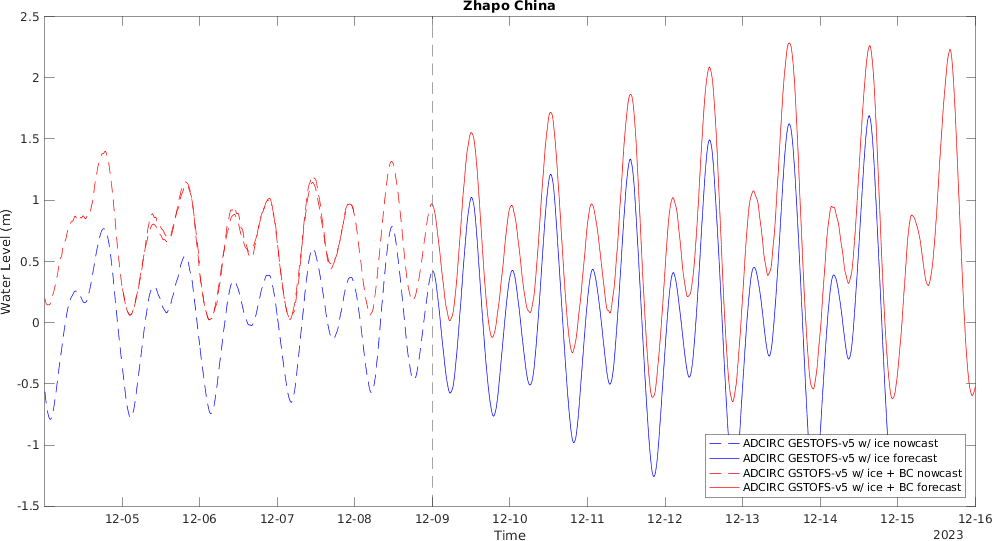 Zhapo China
2.5
2
1.5
1
0.5
0
-0.5
-1
-1.5
Water Level (m)
12-05 12-06 12-07 12-08 12-09 12-10 12-11 12-12 12-13 12-14 12-15 12-16
Time
2023
ADCIRC GESTOFS-v5 w/ ice nowcast
ADCIRC GESTOFS-v5 w/ ice forecast
ADCIRC GSTOFS-v5 w/ ice + BC nowcast
ADCIRC GSTOFS-v5 w/ ice + BC forecast